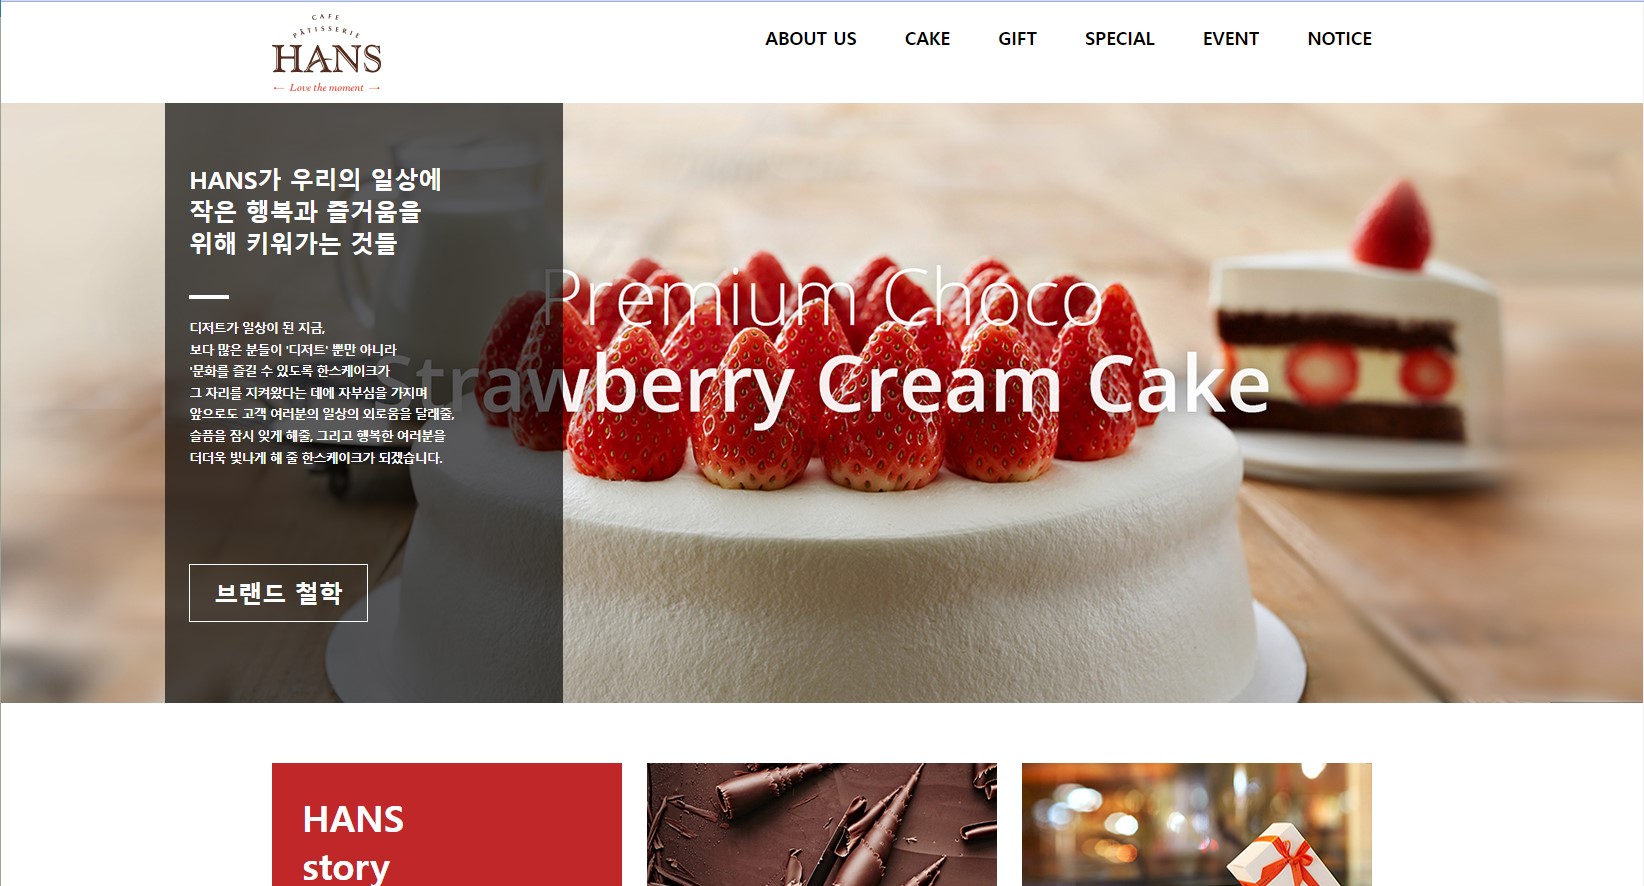 CAFE
PÂTISSERIE
HANS
Love the moment
ABOUT US
CAKE
GIFT
SPECIAL
EVENT
NOTICE
HANS가 우리의 일상에
작은 행복과 즐거움을
위해 키워가는 것들
디저트가 일상이 된 지금,
보다 많은 분들이 '디저트' 뿐만 아니라
'문화를 즐길 수 있도록 한스케이크가
그 자리를 지켜왔다는 데에 자부심을 가지며
앞으로도 고객 여러분의 일상의 외로움을 달래줄,
슬픔을 잠시 잊게 해줄, 그리고 행복한 여러분을
더더욱 빛나게 해 줄 한스케이크가 되겠습니다.
브랜드 철학
Premium Choco
Strawberry Cream Cake
HANS
story